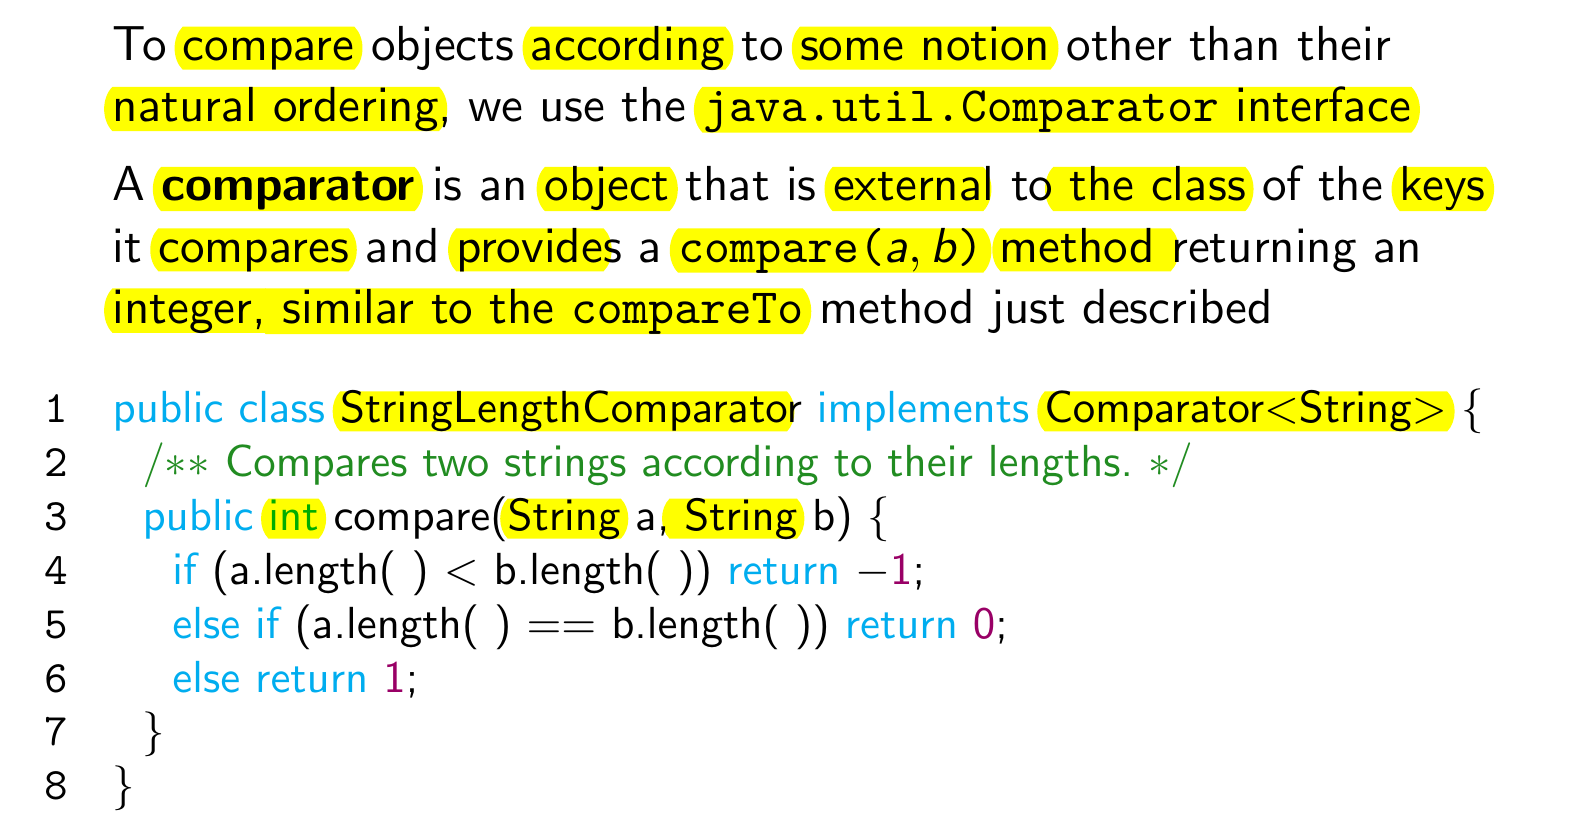 To compare objects according to some notion other than their
natural ordering, we use the java.util.Comparator interface
A comparator is an object that is external to the class of the keys
it compares and provides a compare(a, b) method returning an
integer, similar to the compareTo method just described
1 public class StringLengthComparator implements Comparator<String> {
2 /** Compares two strings according to their lengths. */
3 public int compare(String a, String b) {
4 if (a.length( ) < b.length( )) return −1;
5 else if (a.length( ) == b.length( )) return 0;
6 else return 1;
7 }
8 }